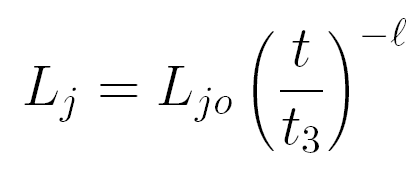 L_j = L_{jo} \left( \frac{t}{t_3} \right)^{-\ell}